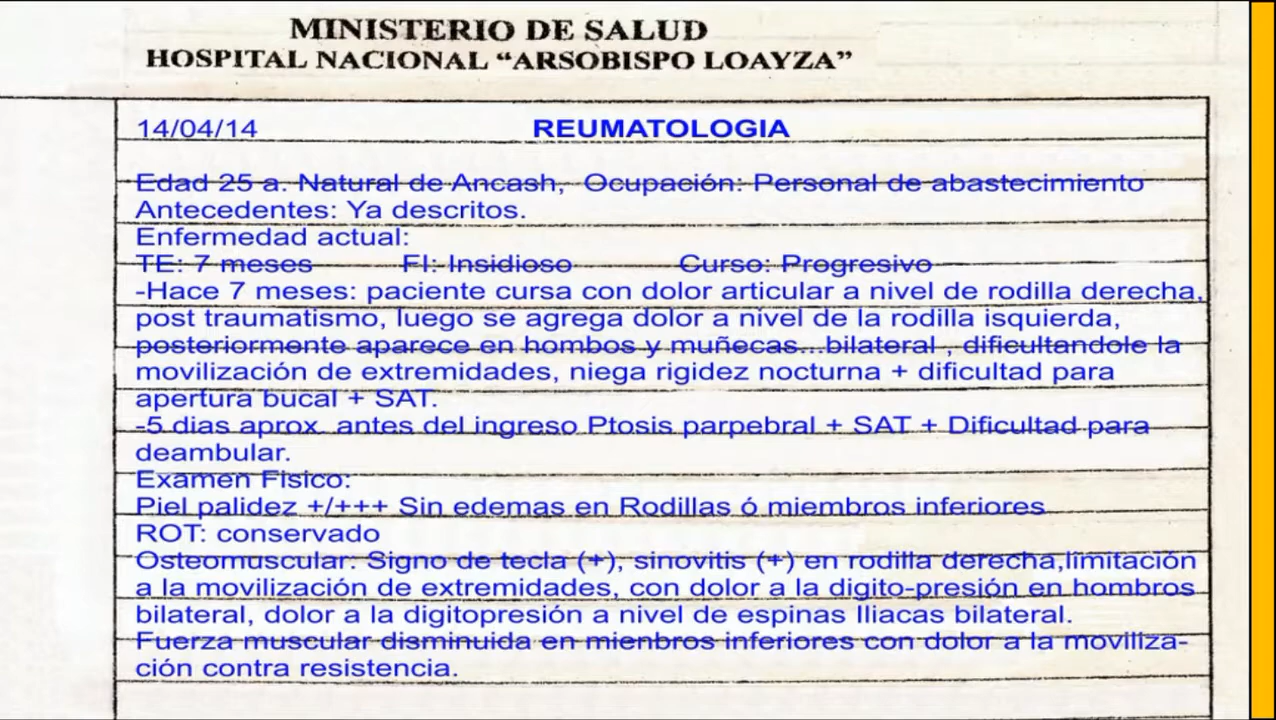 MINISTERIO DE SALUD
HOSPITAL NACIONAL “ARSOBISPO LOAYZA”
14/04/14 REUMATOLOGIA
Edad 25 a. Natural de Ancash, Ocupación: Personal de abastecimiento
Antecedentes: Ya descritos.
Enfermedad actual:
TE: 7 meses FI: Insidioso Curso: Progresivo
-Hace 7 meses: paciente cursa con dolor articular a nivel de rodilla derecha,
post traumatismo, luego se agrega dolor a nivel de la rodilla isquierda,
posteriormente aparece en hombos y muñecas...bilateral , dificultandole la
movilización de extremidades, niega rigidez nocturna + dificultad para
apertura bucal + SAT.
-5 dias aprox. antes del ingreso Ptosis parpebral + SAT + Dificultad para
deambular.
Examen Fisico:
Piel palidez +/+++ Sin edemas en Rodillas ó miembros inferiores
ROT: conservado
Osteomuscular: Signo de tecla (+), sinovitis (+) en rodilla derecha,limitación
a la movilización de extremidades, con dolor a la digito-presión en hombros
bilateral, dolor a la digitopresión a nivel de espinas Iliacas bilateral.
Fuerza muscular disminuida en mienbros inferiores con dolor a la moviliza-
ción contra resistencia.